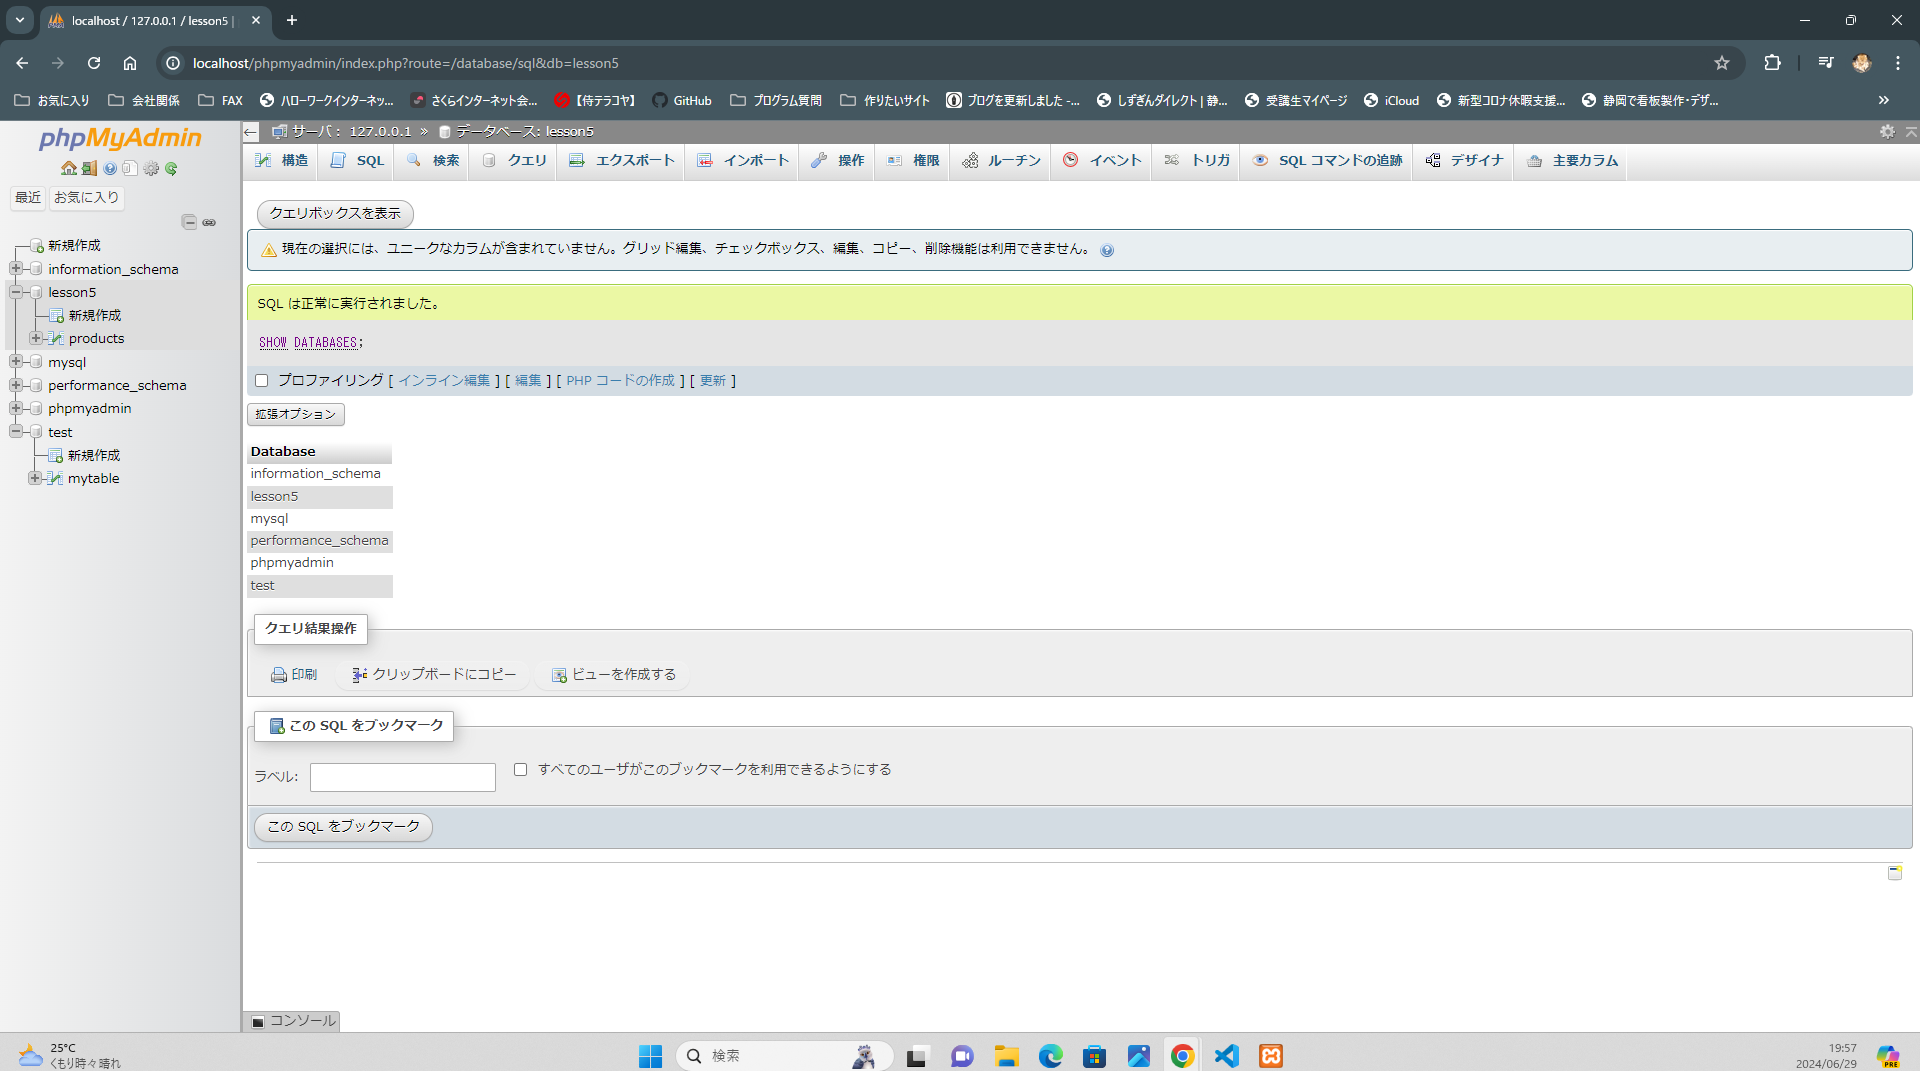 localhost / 127.0.0.1 / lesson5 |
localhost/phpmyadmin/index.php?route=/database/sql&db=lesson5
お気に入り 会社関係 FAX ハローワークインターネッ... さくらインターネット会... 【侍テラコヤ】 GitHub プログラム質問 作りたいサイト ブログを更新しました -... しずぎんダイレクト | 静... 受講生マイページ iCloud 新型コロナ休暇支援... 静岡で看板製作・デザ... »
phpMyAdmin
最近 お気に入り
新規作成
information_schema
lesson5
新規作成
products
mysql
performance_schema
phpmyadmin
test
新規作成
mytable
サーバ: 127.0.0.1 » データベース: lesson5
構造 SQL 検索 クエリ エクスポート インポート 操作 権限 ルーチン イベント トリガ SQL コマンドの追跡 デザイナ 主要カラム
クエリボックスを表示
現在の選択には、ユニークなカラムが含まれていません。グリッド編集、チェックボックス、編集、コピー、削除機能は利用できません。
SQL は正常に実行されました。
SHOW DATABASES;
プロファイリング [ インライン編集 ] [ 編集 ] [ PHP コードの作成 ] [ 更新 ]
拡張オプション
Database
information_schema
lesson5
mysql
performance_schema
phpmyadmin
test
クエリ結果操作
印刷 クリップボードにコピー ビューを作成する
この SQL をブックマーク
ラベル: すべてのユーザがこのブックマークを利用できるようにする
この SQL をブックマーク
コンソール
25°C
くもり時々晴れ
検索
PRE
19:57
2024/06/29